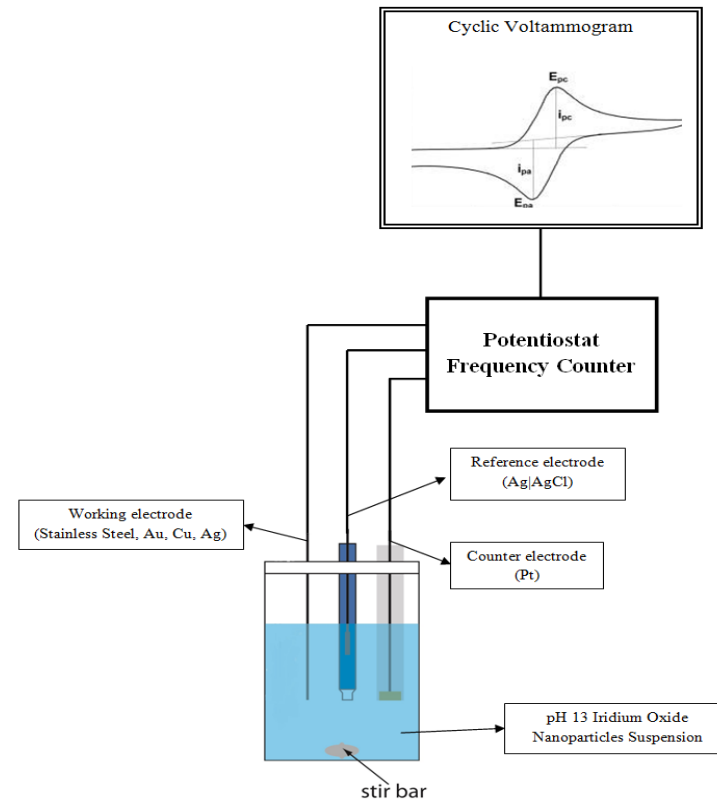 Cyclic Voltammogram
Epc
ipc
ipa
Epa
Potentiostat
Frequency Counter
Reference electrode
(Ag|AgCl)
Working electrode
(Stainless Steel, Au, Cu, Ag)
Counter electrode
(Pt)
pH 13 Iridium Oxide
Nanoparticles Suspension
stir bar